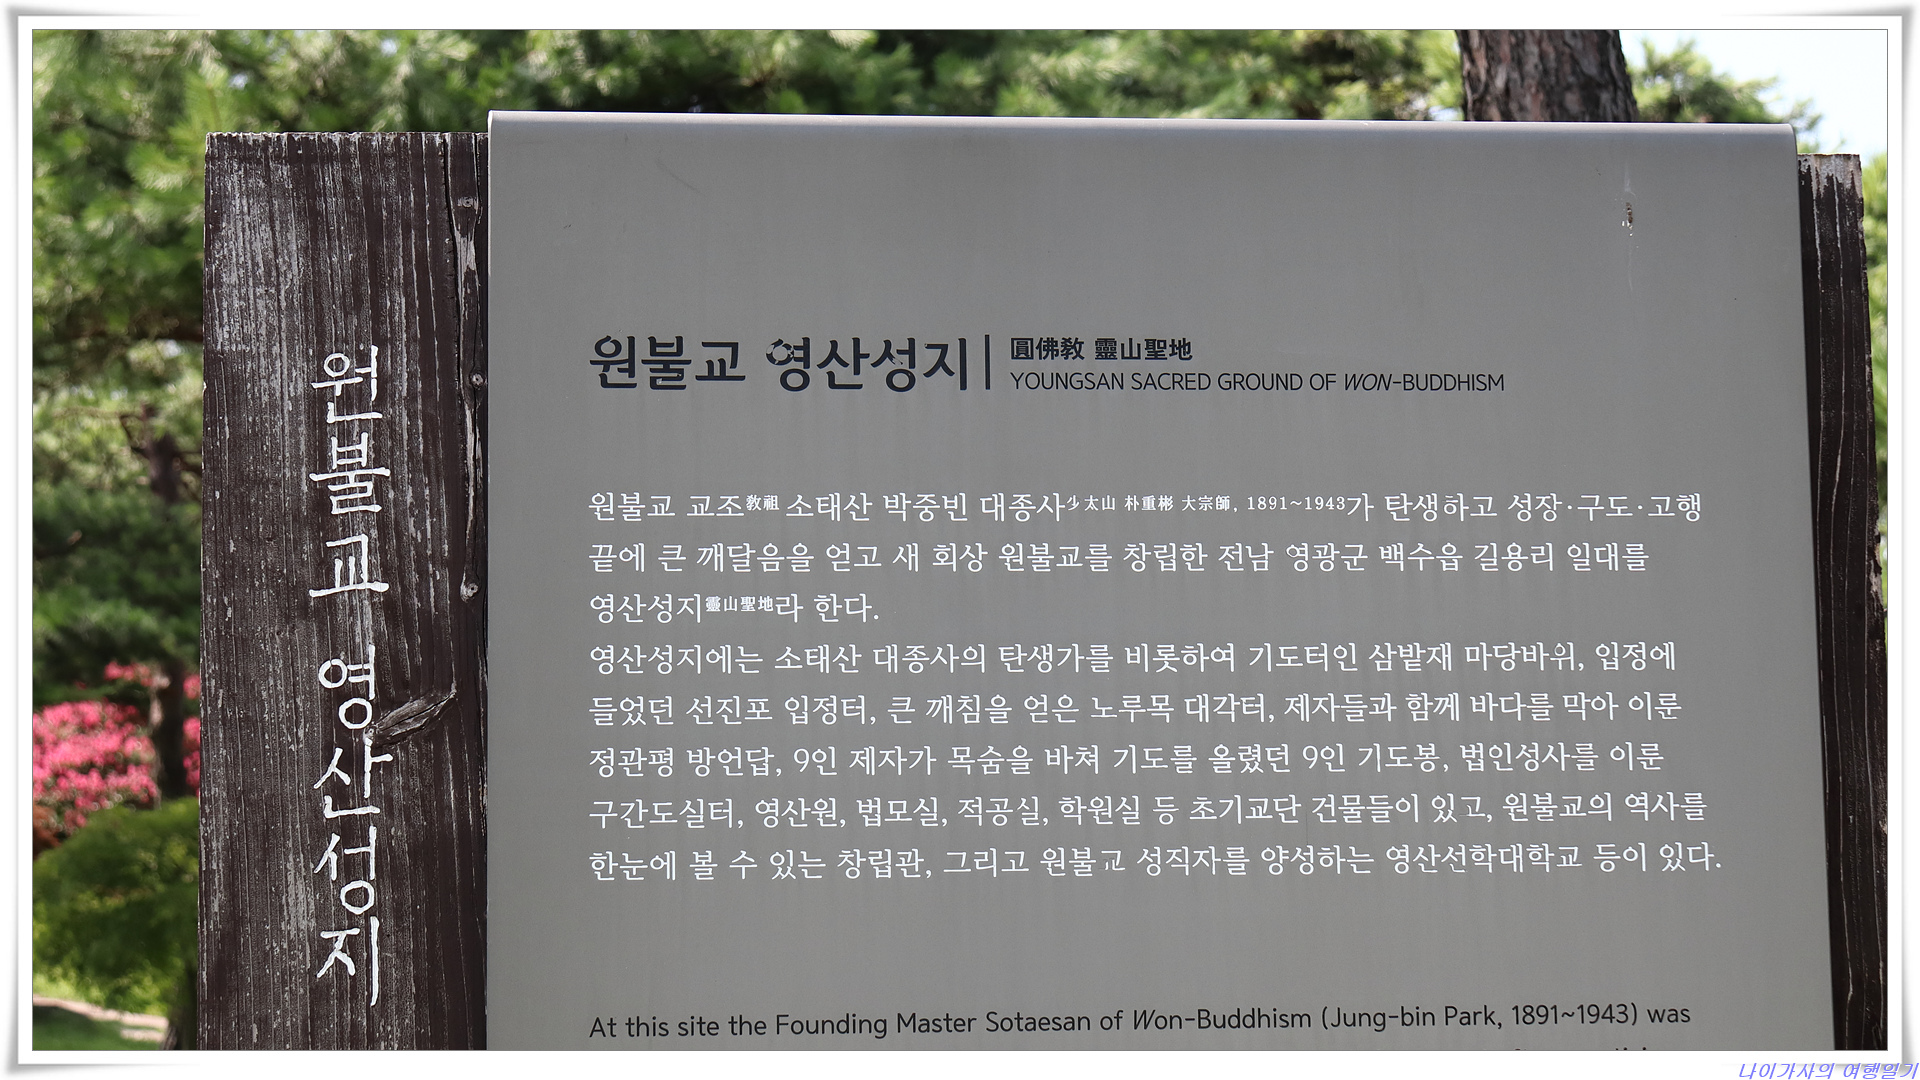 원불교 영산성지
원불교 영산성지
圓佛敎 靈山聖地
YOUNGSAN SACRED GROUND OF WON-BUDDHISM
원불교 교조敎祖 소태산 박중빈 대종사少太山 朴重彬 大宗師, 1891~1943가 탄생하고 성장·구도·고행
끝에 큰 깨달음을 얻고 새 회상 원불교를 창립한 전남 영광군 백수읍 길용리 일대를
영산성지靈山聖地라 한다.
영산성지에는 소태산 대종사의 탄생가를 비롯하여 기도터인 삼밭재 마당바위, 입정에
들었던 선진포 입정터, 큰 깨침을 얻은 노루목 대각터, 제자들과 함께 바다를 막아 이룬
정관평 방언답, 9인 제자가 목숨을 바쳐 기도를 올렸던 9인 기도봉, 법인성사를 이룬
구간도실터, 영산원, 법모실, 적공실, 학원실 등 초기교단 건물들이 있고, 원불교의 역사를
한눈에 볼 수 있는 창립관, 그리고 원불교 성직자를 양성하는 영산선학대학교 등이 있다.
At this site the Founding Master Sotaesan of Won-Buddhism (Jung-bin Park, 1891~1943) was
나이가사의 여행일기